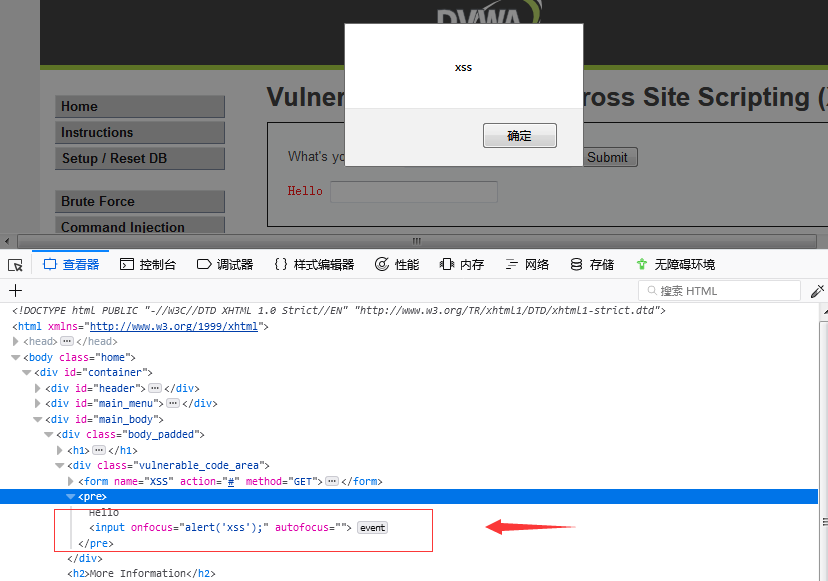 DVWA
xss
Vulner
ross Site Scripting (
确定
Home
Instructions
Setup / Reset DB
Brute Force
Command Injection
What's yo
Submit
Hello
查看器 控制台 调试器 {} 样式编辑器 性能 内存 网络 存储 无障碍环境
+ 搜索 HTML
<!DOCTYPE html PUBLIC "-//W3C//DTD XHTML 1.0 Strict//EN" "http://www.w3.org/TR/xhtml1/DTD/xhtml1-strict.dtd">
<html xmlns="http://www.w3.org/1999/xhtml">
<head>…</head>
<body class="home">
<div id="container">
<div id="header">…</div>
<div id="main_menu">…</div>
<div id="main_body">
<div class="body_padded">
<h1>…</h1>
<div class="vulnerable_code_area">
<form name="XSS" action="#" method="GET">…</form>
<pre>
Hello
<input onfocus="alert('xss');" autofocus=""> event
</pre>
</div>
<h2>More Information</h2>